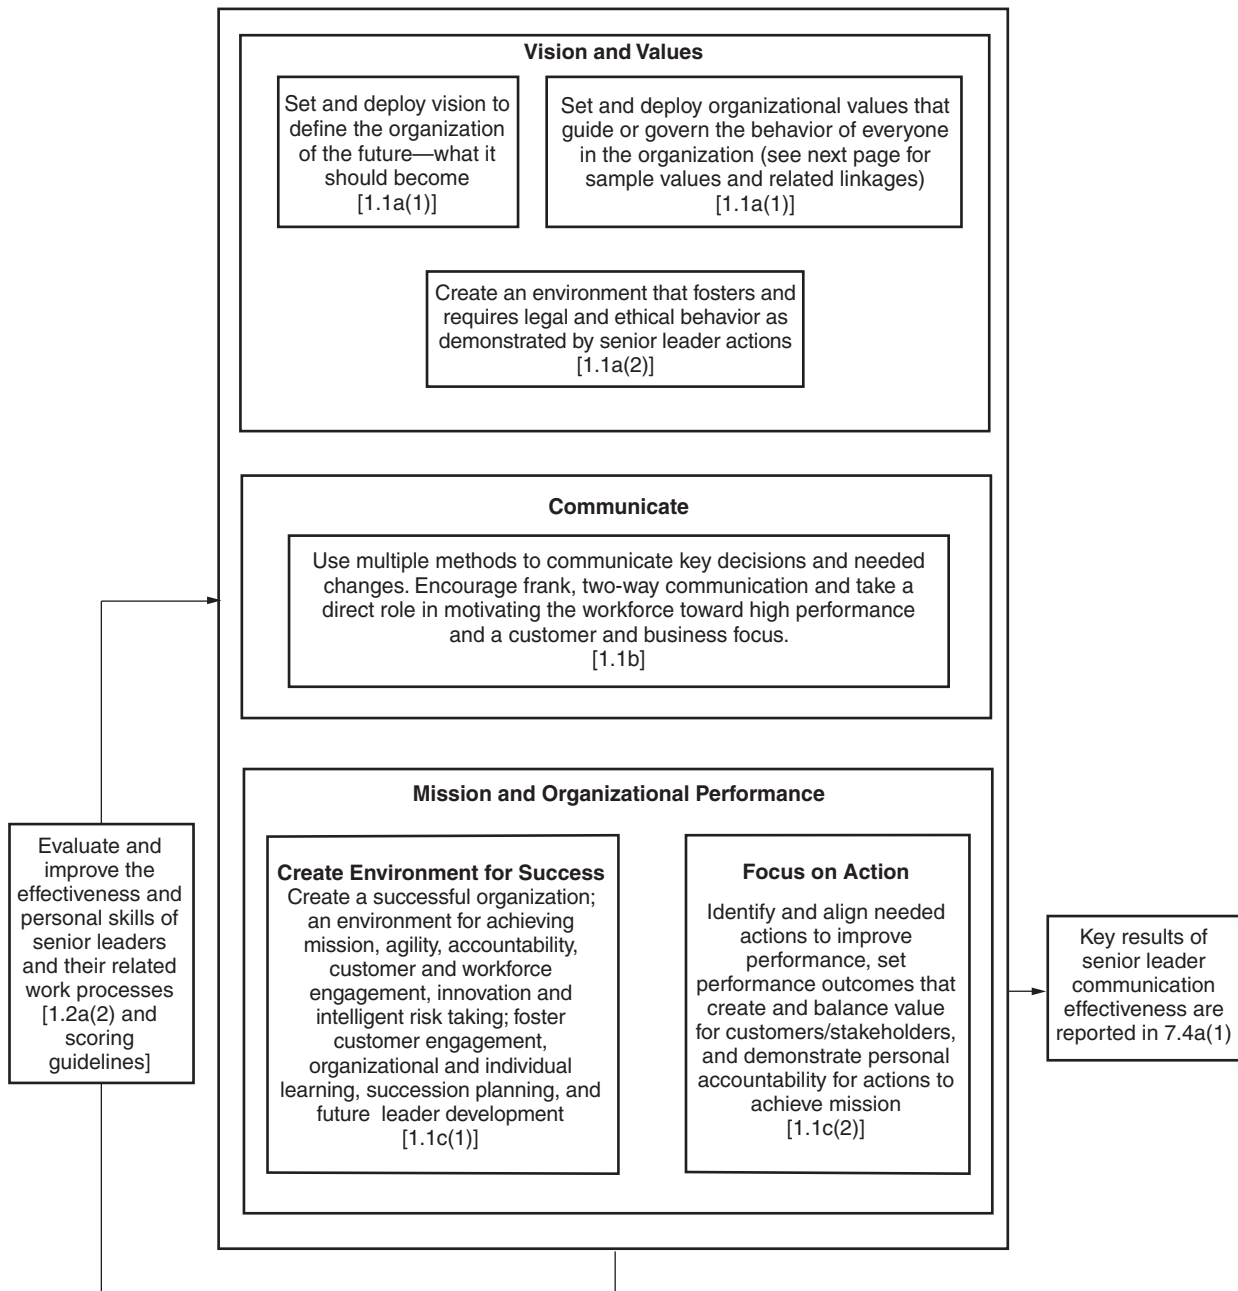 Vision and Values
Set and deploy vision to
define the organization
of the future—what it
should become
[1.1a(1)]
Set and deploy organizational values that
guide or govern the behavior of everyone
in the organization (see next page for
sample values and related linkages)
[1.1a(1)]
Create an environment that fosters and
requires legal and ethical behavior as
demonstrated by senior leader actions
[1.1a(2)]
Communicate
Use multiple methods to communicate key decisions and needed
changes. Encourage frank, two-way communication and take a
direct role in motivating the workforce toward high performance
and a customer and business focus.
[1.1b]
Mission and Organizational Performance
Create Environment for Success
Create a successful organization;
an environment for achieving
mission, agility, accountability,
customer and workforce
engagement, innovation and
intelligent risk taking; foster
customer engagement,
organizational and individual
learning, succession planning, and
future leader development
[1.1c(1)]
Focus on Action
Identify and align needed
actions to improve
performance, set
performance outcomes that
create and balance value
for customers/stakeholders,
and demonstrate personal
accountability for actions to
achieve mission
[1.1c(2)]
Evaluate and
improve the
effectiveness and
personal skills of
senior leaders
and their related
work processes
[1.2a(2) and
scoring
guidelines]
Key results of
senior leader
communication
effectiveness are
reported in 7.4a(1)